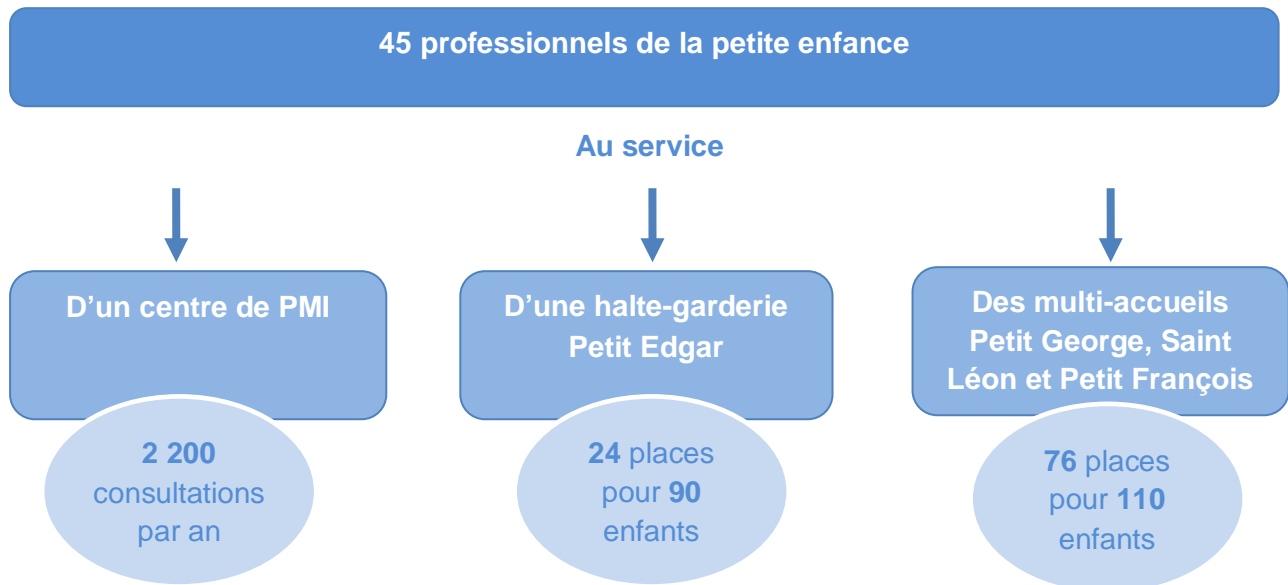 45 professionnels de la petite enfance
Au service
D’un centre de PMI
2 200
consultations
par an
D’une halte-garderie
Petit Edgar
24 places
pour 90
enfants
Des multi-accueils
Petit George, Saint
Léon et Petit François
76 places
pour 110
enfants